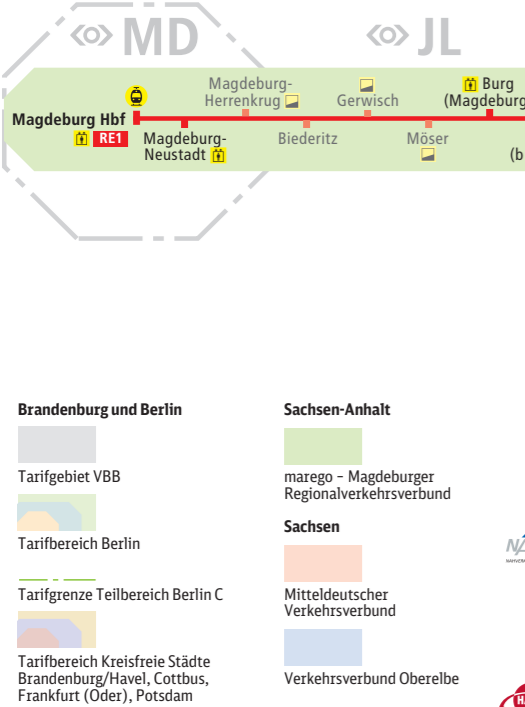 MD
JL
Magdeburg-
Herrenkrug
Gerwisch
Burg
(Magdeburg
Magdeburg Hbf
RE1
Magdeburg-
Neustadt
Biederitz
Möser
(b
Brandenburg und Berlin
Tarifgebiet VBB
Tarifbereich Berlin
Tarifgrenze Teilbereich Berlin C
Tarifbereich Kreisfreie Städte
Brandenburg/Havel, Cottbus,
Frankfurt (Oder), Potsdam
Sachsen-Anhalt
marego – Magdeburger
Regionalverkehrsverbund
Sachsen
Mitteldeutscher
Verkehrsverbund
Verkehrsverbund Oberelbe